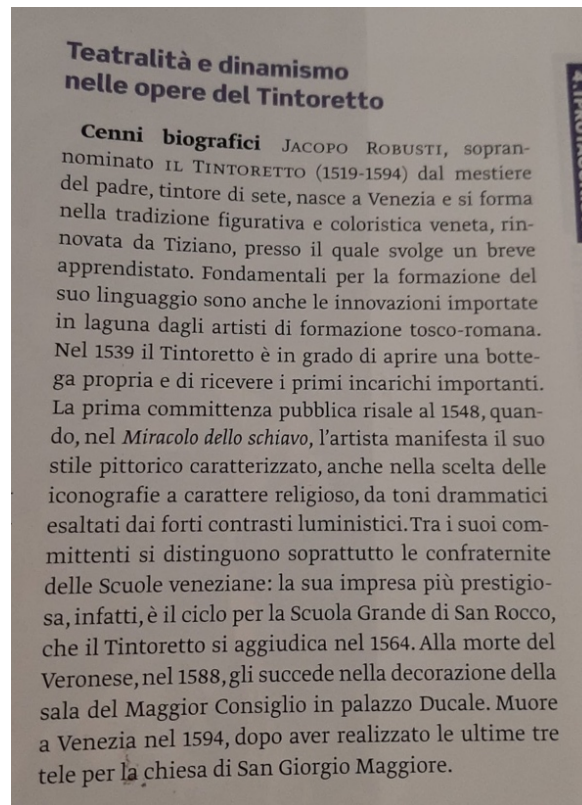 Teatralità e dinamismo
nelle opere del Tintoretto
Cenni biografici JACOPO ROBUSTI, sopran-
nominato IL TINTORETTO (1519-1594) dal mestiere
del padre, tintore di sete, nasce a Venezia e si forma
nella tradizione figurativa e coloristica veneta, rin-
novata da Tiziano, presso il quale svolge un breve
apprendistato. Fondamentali per la formazione del
suo linguaggio sono anche le innovazioni importate
in laguna dagli artisti di formazione tosco-romana.
Nel 1539 il Tintoretto è in grado di aprire una botte-
ga propria e di ricevere i primi incarichi importanti.
La prima committenza pubblica risale al 1548, quan-
do, nel Miracolo dello schiavo, l'artista manifesta il suo
stile pittorico caratterizzato, anche nella scelta delle
iconografie a carattere religioso, da toni drammatici
esaltati dai forti contrasti luministici. Tra i suoi com-
mittenti si distinguono soprattutto le confraternite
delle Scuole veneziane: la sua impresa più prestigio-
sa, infatti, è il ciclo per la Scuola Grande di San Rocco,
che il Tintoretto si aggiudica nel 1564. Alla morte del
Veronese, nel 1588, gli succede nella decorazione della
sala del Maggior Consiglio in palazzo Ducale. Muore
a Venezia nel 1594, dopo aver realizzato le ultime tre
tele per la chiesa di San Giorgio Maggiore.